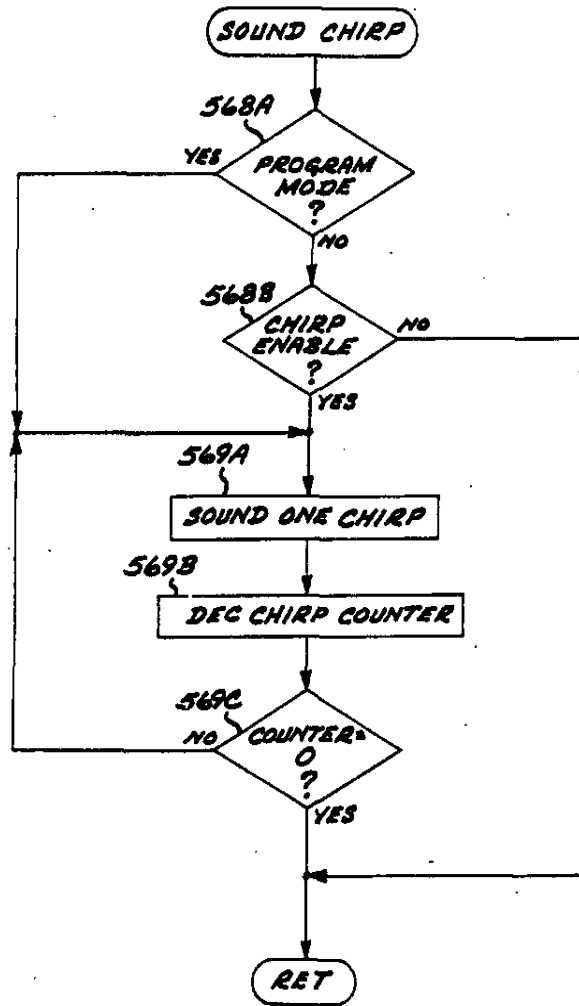 SOUND CHIRP
568A
YES
PROGRAM
MODE
?
NO
568B
CHIRP
ENABLE
?
NO
YES
569A
SOUND ONE CHIRP
569B
DEC CHIRP COUNTER
569C
NO
COUNTER=
0
?
YES
RET